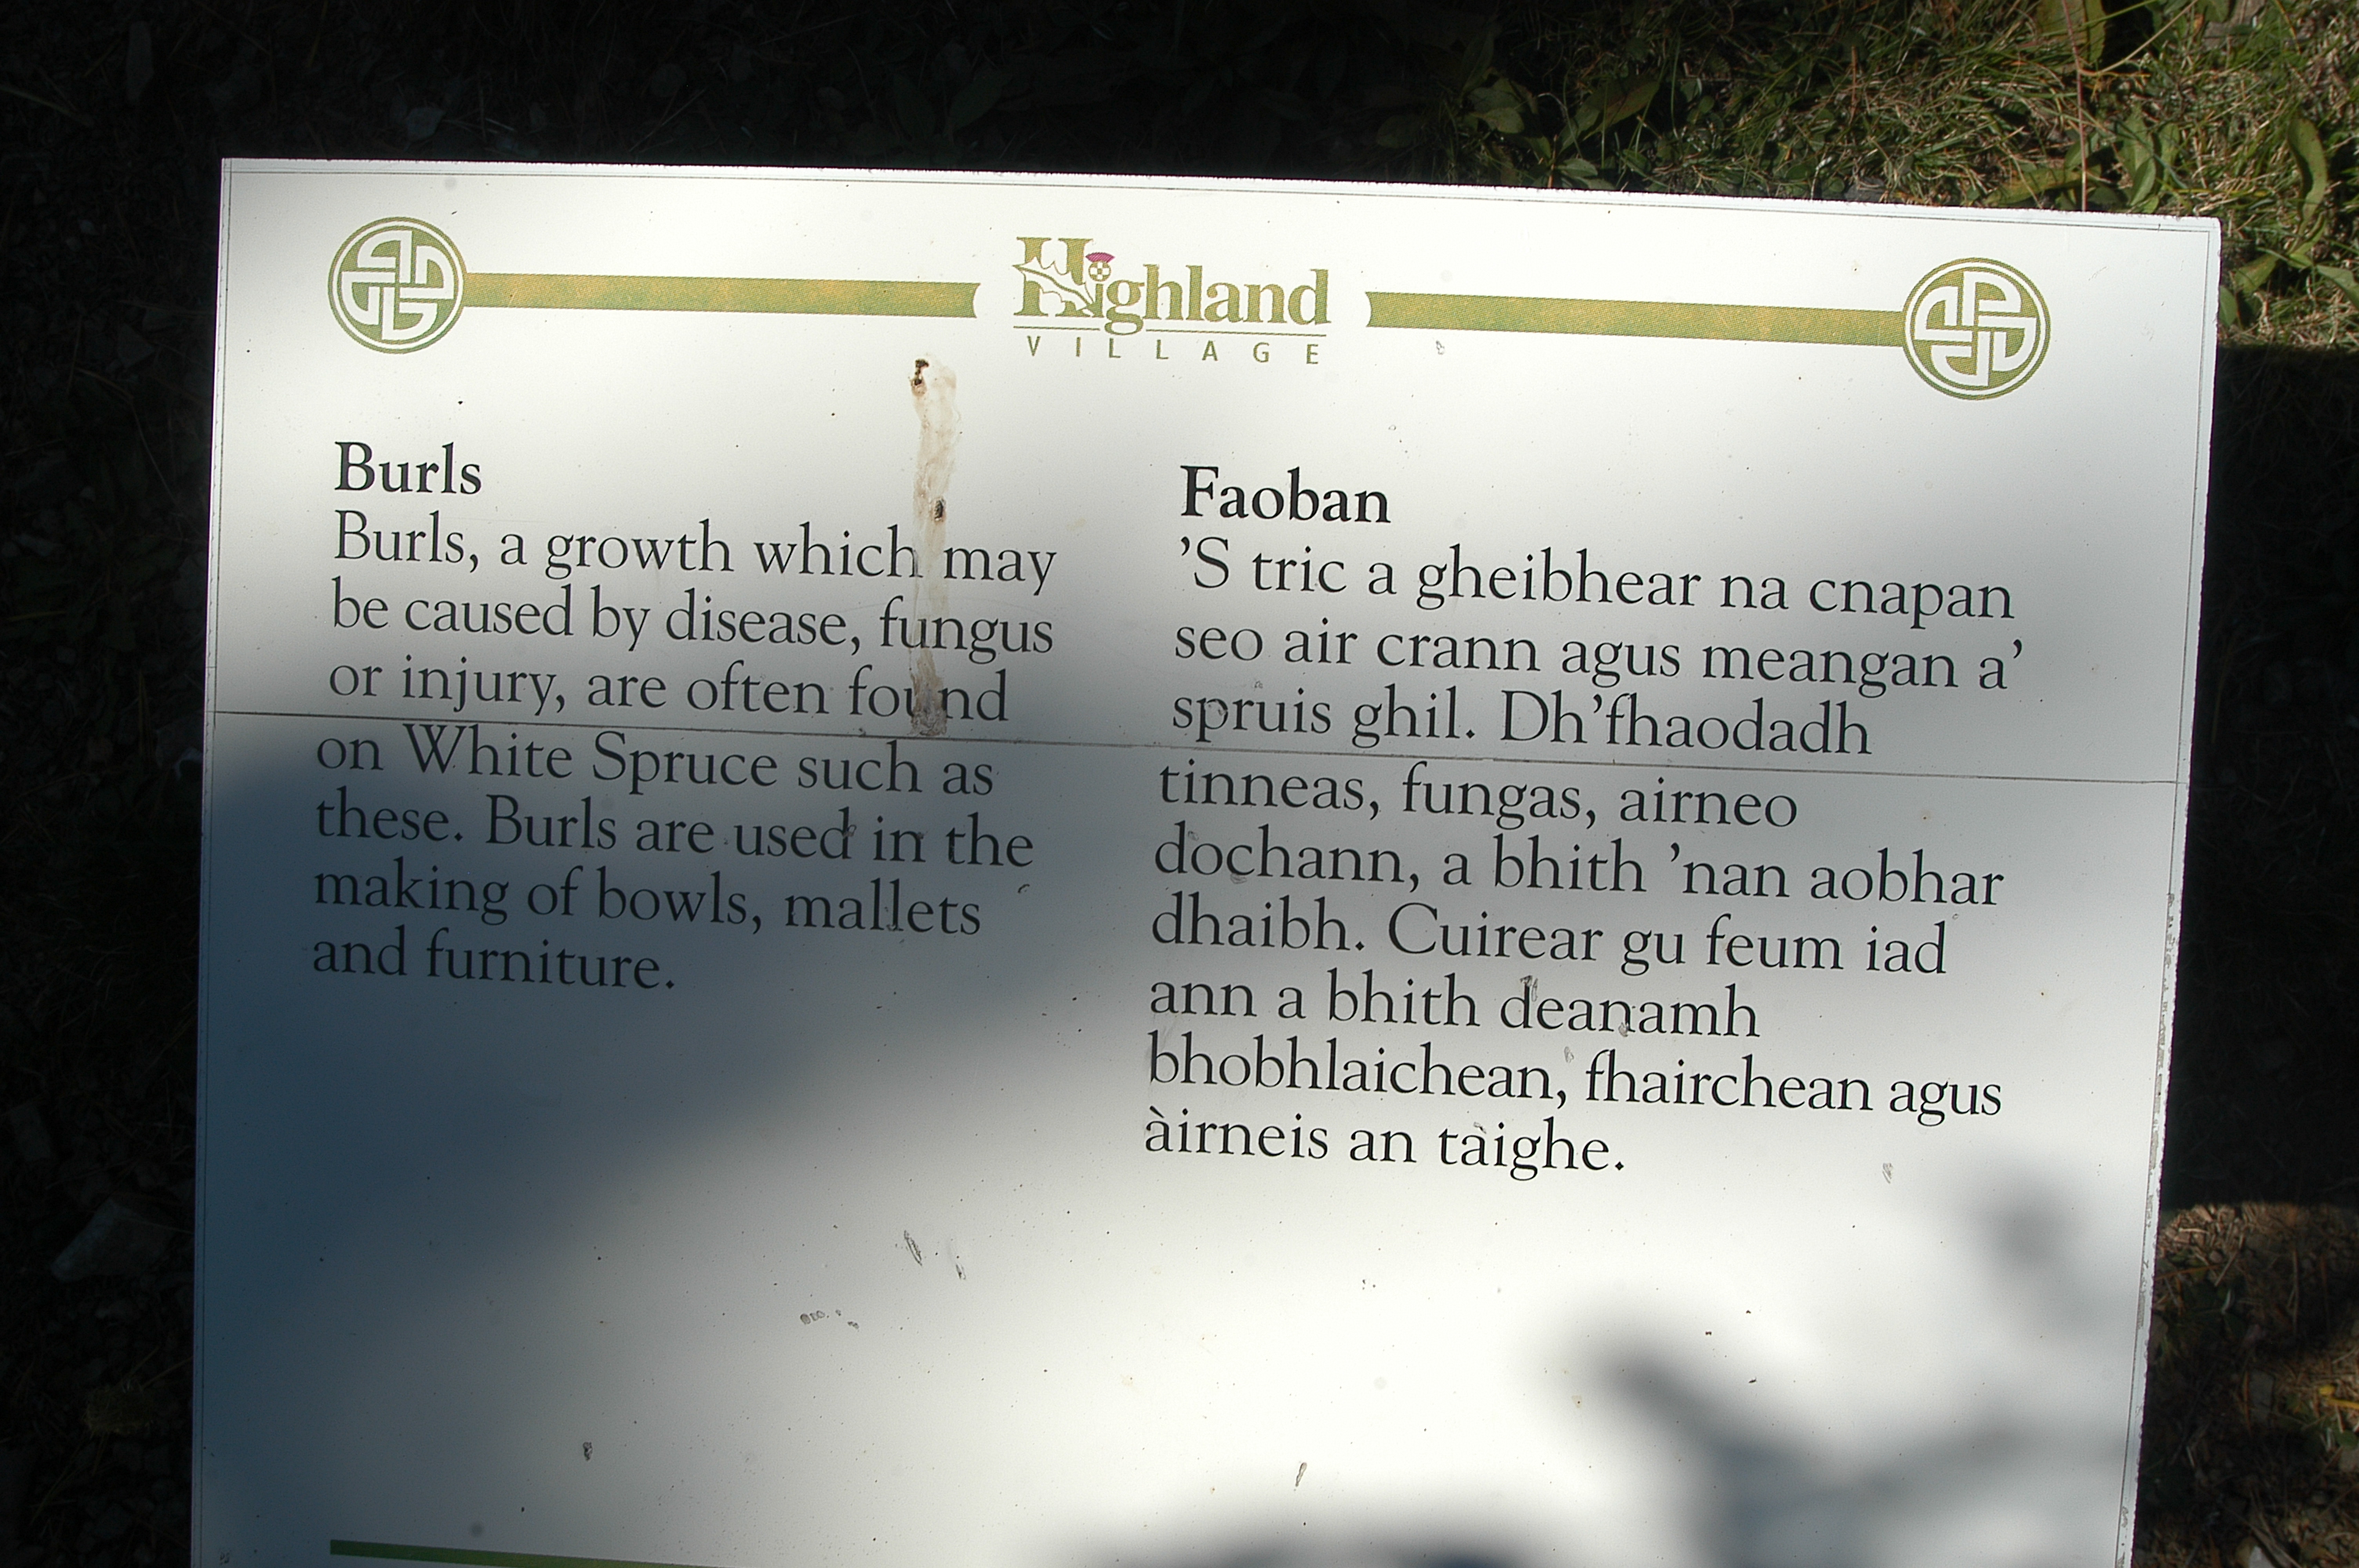 Highland
VILLAGE
Burls
Burls, a growth which may
be caused by disease, fungus
or injury, are often found
on White Spruce such as
these. Burls are used in the
making of bowls, mallets
and furniture.
Faoban
’S tric a gheibhear na cnapan
seo air crann agus meangan a’
spruis ghil. Dh’fhaodadh
tinneas, fungas, airneo
dochann, a bhith ’nan aobhar
dhaibh. Cuirear gu feum iad
ann a bhith deanamh
bhobhlaichean, fhairchean agus
àirneis an taighe.